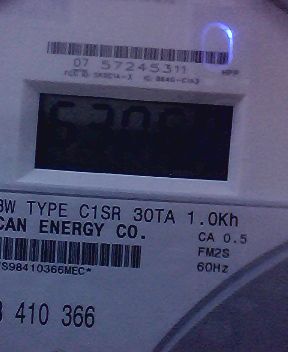 07 57245311
3W TYPE C1SR 30TA 1.0Kh
CAN ENERGY CO.
CA 0.5
FM2S
60Hz
S98410366MEC*
410 366